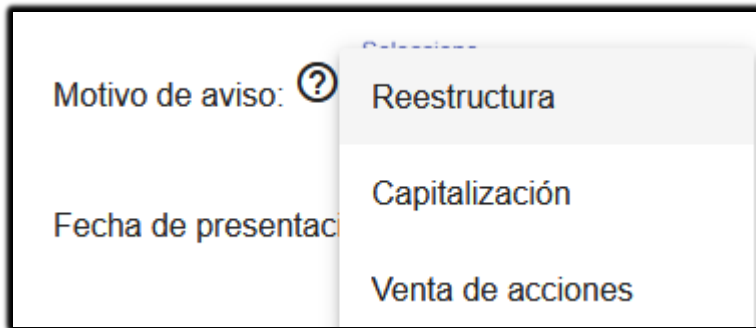 Motivo de aviso:
Reestructura
Capitalización
Fecha de presentaci
Venta de acciones